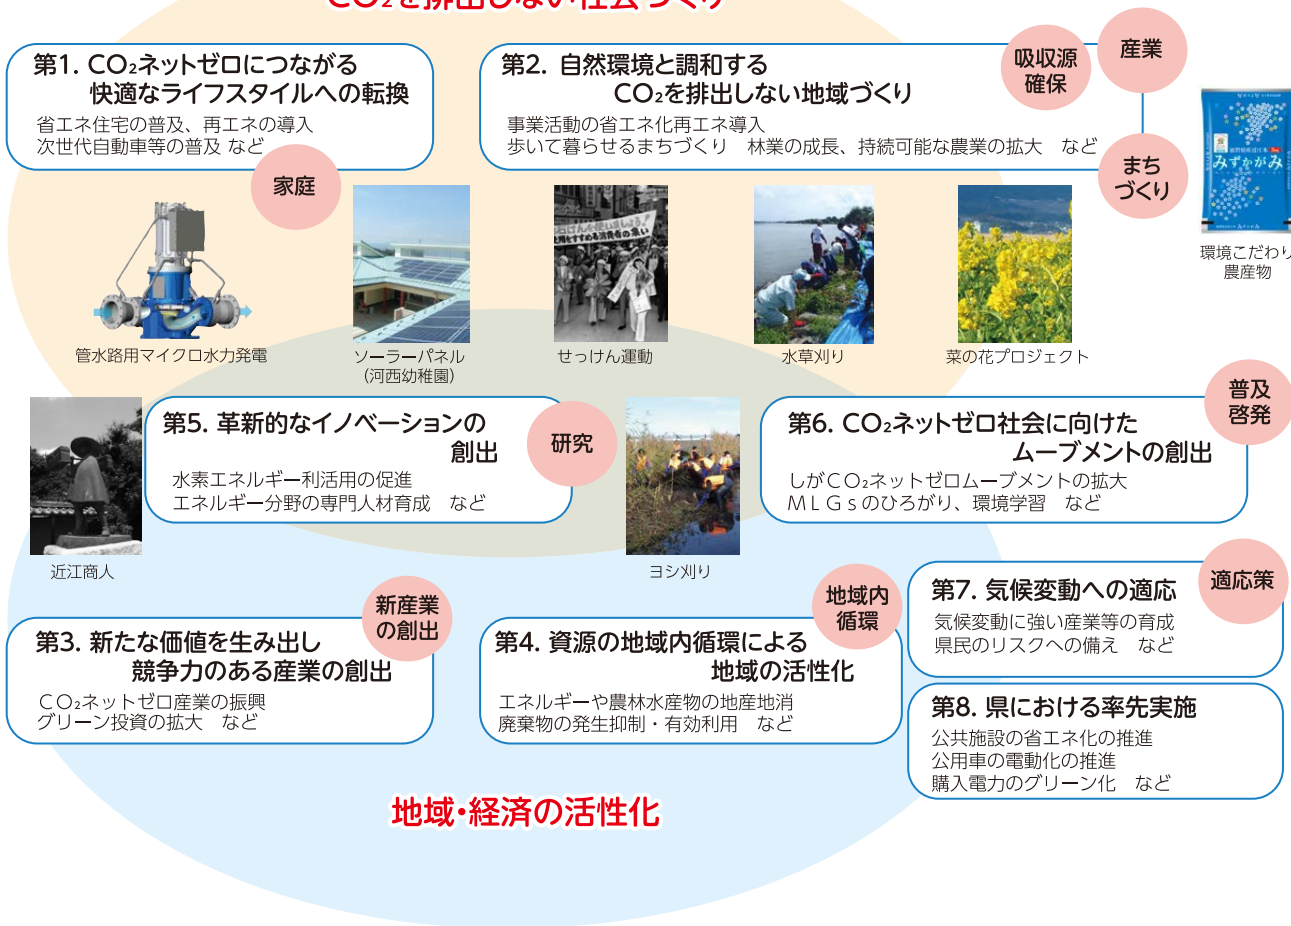 CO₂を排出しない社会づくり
第1. CO₂ネットゼロにつながる
快適なライフスタイルへの転換
省エネ住宅の普及、再エネの導入
次世代自動車等の普及 など
家庭
第2. 自然環境と調和する
CO₂を排出しない地域づくり
事業活動の省エネ化再エネ導入
歩いて暮らせるまちづくり　林業の成長、持続可能な農業の拡大　など
吸収源
確保
産業
まち
づくり
みずかがみ
環境こだわり
農産物
管水路用マイクロ水力発電
ソーラーパネル
(河西幼稚園)
せっけん運動
水草刈り
菜の花プロジェクト
近江商人
第5. 革新的なイノベーションの
創出
水素エネルギー利活用の促進
エネルギー分野の専門人材育成　など
研究
ヨシ刈り
第6. CO₂ネットゼロ社会に向けた
ムーブメントの創出
しがCO₂ネットゼロムーブメントの拡大
MLGsのひろがり、環境学習　など
普及
啓発
第3. 新たな価値を生み出し
競争力のある産業の創出
CO₂ネットゼロ産業の振興
グリーン投資の拡大　など
新産業
の創出
第4. 資源の地域内循環による
地域の活性化
エネルギーや農林水産物の地産地消
廃棄物の発生抑制・有効利用　など
地域内
循環
第7. 気候変動への適応
気候変動に強い産業等の育成
県民のリスクへの備え　など
適応策
第8. 県における率先実施
公共施設の省エネ化の推進
公用車の電動化の推進
購入電力のグリーン化　など
地域・経済の活性化